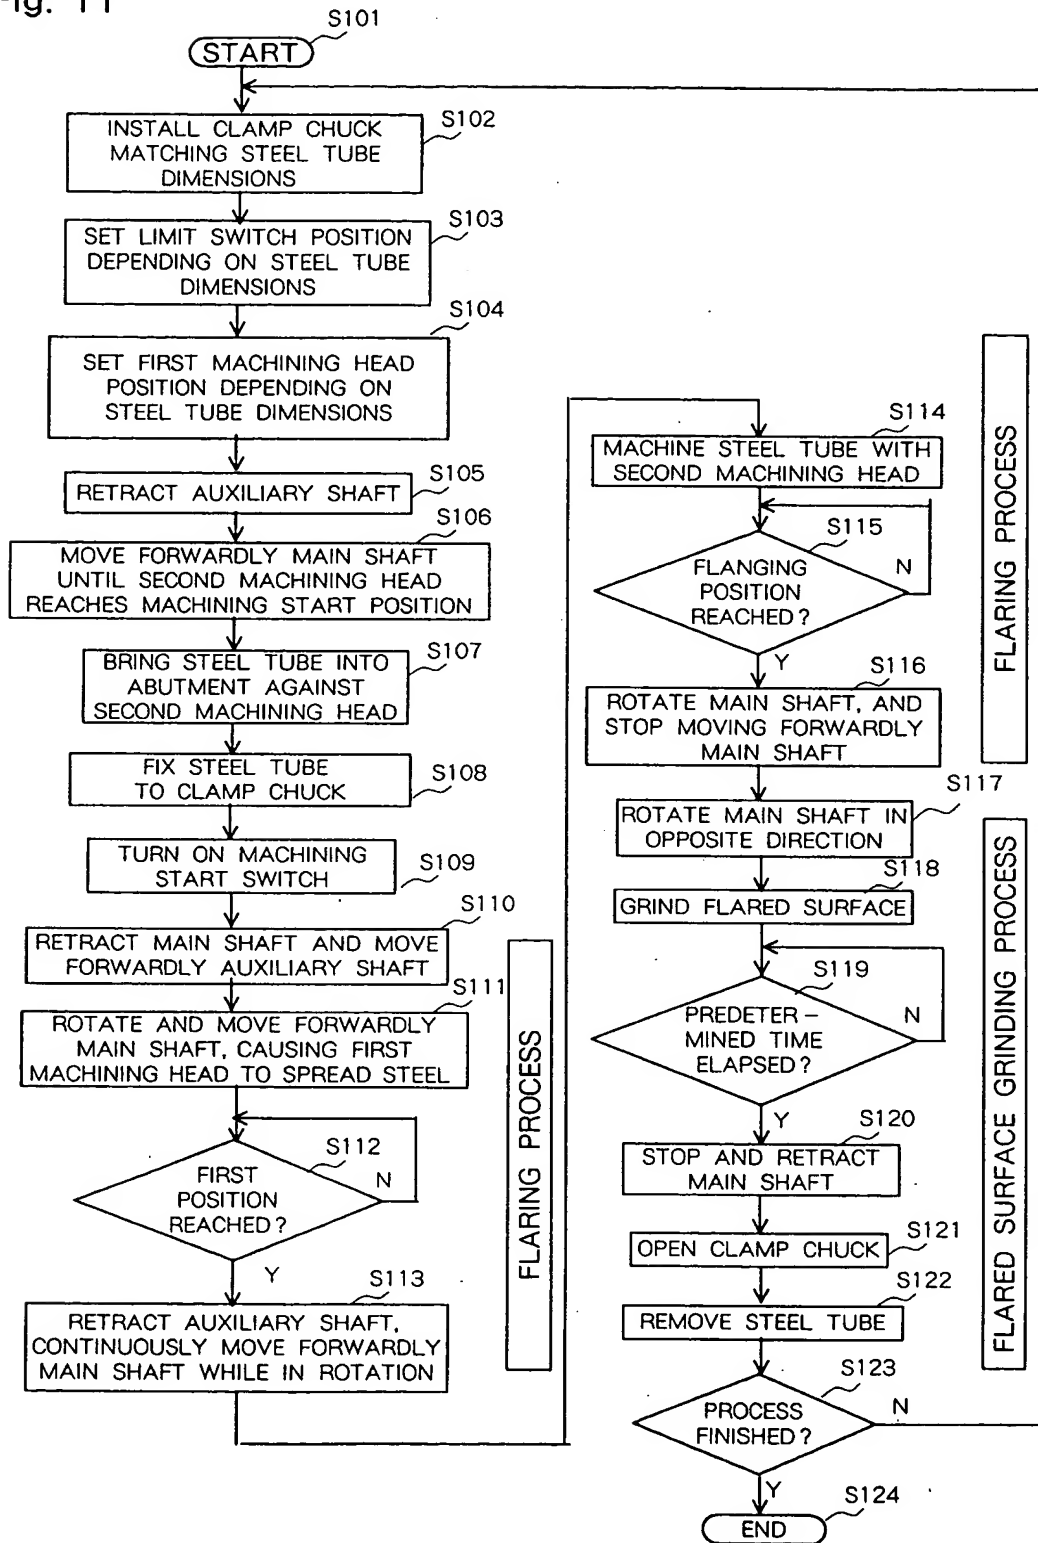 Fig. 11
S101
START
S102
INSTALL CLAMP CHUCK
MATCHING STEEL TUBE
DIMENSIONS
S103
SET LIMIT SWITCH POSITION
DEPENDING ON STEEL TUBE
DIMENSIONS
S104
SET FIRST MACHINING HEAD
POSITION DEPENDING ON
STEEL TUBE DIMENSIONS
S105
RETRACT AUXILIARY SHAFT
S106
MOVE FORWARDLY MAIN SHAFT
UNTIL SECOND MACHINING HEAD
REACHES MACHINING START POSITION
S107
BRING STEEL TUBE INTO
ABUTMENT AGAINST
SECOND MACHINING HEAD
S108
FIX STEEL TUBE
TO CLAMP CHUCK
S109
TURN ON MACHINING
START SWITCH
S110
RETRACT MAIN SHAFT AND MOVE
FORWARDLY AUXILIARY SHAFT
S111
ROTATE AND MOVE FORWARDLY
MAIN SHAFT, CAUSING FIRST
MACHINING HEAD TO SPREAD STEEL
S112
FIRST
POSITION
REACHED?
N
Y
S113
RETRACT AUXILIARY SHAFT,
CONTINUOUSLY MOVE FORWARDLY
MAIN SHAFT WHILE IN ROTATION
FLARING PROCESS
S114
MACHINE STEEL TUBE WITH
SECOND MACHINING HEAD
S115
FLANGING
POSITION
REACHED?
N
Y
S116
ROTATE MAIN SHAFT, AND
STOP MOVING FORWARDLY
MAIN SHAFT
FLARING PROCESS
S117
ROTATE MAIN SHAFT IN
OPPOSITE DIRECTION
S118
GRIND FLARED SURFACE
S119
PREDETER-
MINED TIME
ELAPSED?
N
Y
S120
STOP AND RETRACT
MAIN SHAFT
S121
OPEN CLAMP CHUCK
S122
REMOVE STEEL TUBE
FLARED SURFACE GRINDING PROCESS
S123
PROCESS
FINISHED?
N
Y
S124
END